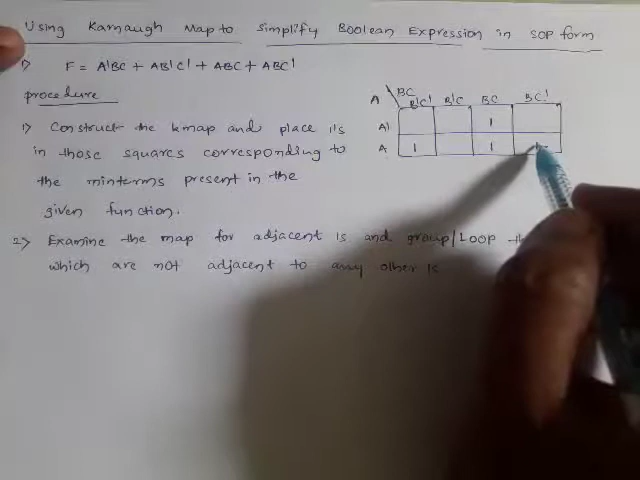 Using Karnaugh Map to Simplify Boolean Expression in SOP form
1) F = A'BC + AB'C' + ABC + ABC'
procedure
1) Construct the kmap and place 1s
in those squares corresponding to
the minterms present in the
given function.
2) Examine the map for adjacent 1s and group/Loop
which are not adjacent to any other 1s
A \ BC B'C' B'C BC BC'
A' 1
A 1 1